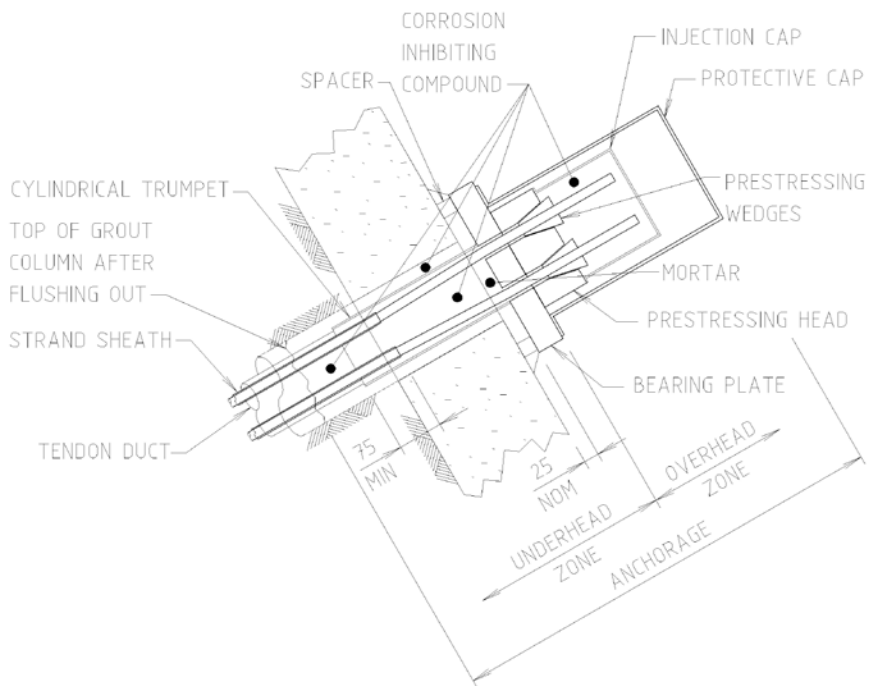 CORROSION
INHIBITING
COMPOUND
INJECTION CAP
SPACER
PROTECTIVE CAP
CYLINDRICAL TRUMPET
PRESTRESSING
WEDGES
TOP OF GROUT
COLUMN AFTER
FLUSHING OUT
MORTAR
STRAND SHEATH
PRESTRESSING HEAD
BEARING PLATE
TENDON DUCT
75
MIN
25
NOM
OVERHEAD
ZONE
UNDERHEAD
ZONE
ANCHORAGE